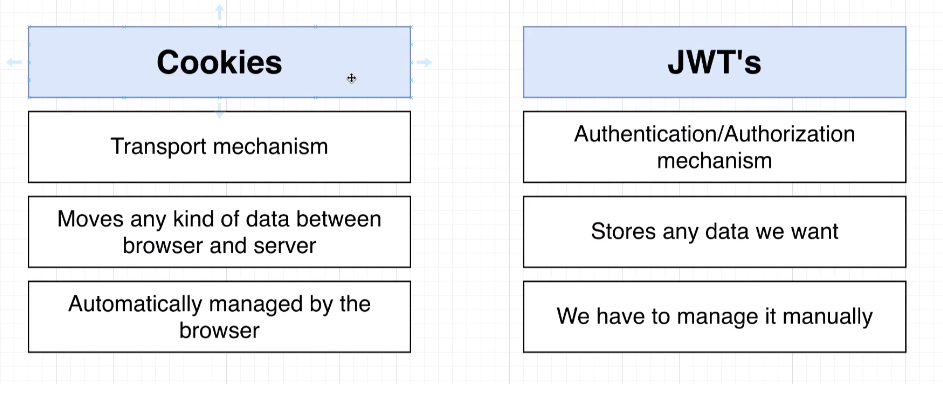 Cookies
Transport mechanism
Moves any kind of data between
browser and server
Automatically managed by the
browser
JWT's
Authentication/Authorization
mechanism
Stores any data we want
We have to manage it manually